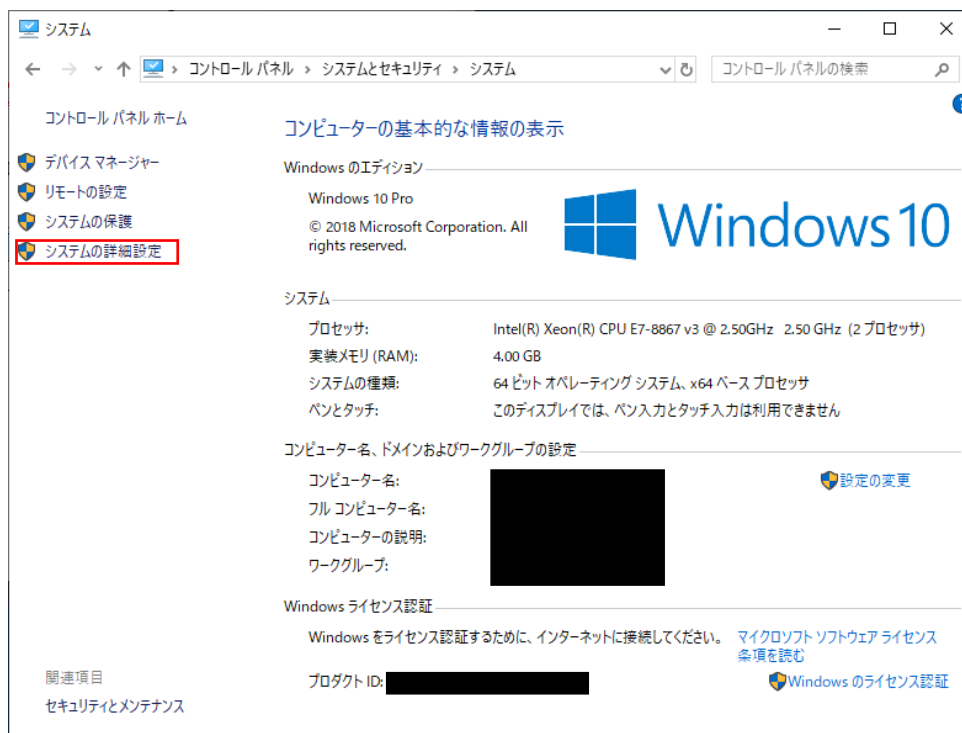 システム
コントロール パネル › システムとセキュリティ › システム
コントロール パネルの検索
コントロール パネル ホーム
デバイス マネージャー
リモートの設定
システムの保護
システムの詳細設定
関連項目
セキュリティとメンテナンス
コンピューターの基本的な情報の表示
Windows のエディション
Windows 10 Pro
© 2018 Microsoft Corporation. All
rights reserved.
Windows 10
システム
プロセッサ: Intel(R) Xeon(R) CPU E7-8867 v3 @ 2.50GHz 2.50 GHz (2 プロセッサ)
実装メモリ (RAM): 4.00 GB
システムの種類: 64 ビット オペレーティング システム、x64 ベース プロセッサ
ペンとタッチ: このディスプレイでは、ペン入力とタッチ入力は利用できません
コンピューター名、ドメインおよびワークグループの設定
コンピューター名:
設定の変更
フル コンピューター名:
コンピューターの説明:
ワークグループ:
Windows ライセンス認証
Windows をライセンス認証するために、インターネットに接続してください。 マイクロソフト ソフトウェア ライセンス
条項を読む
プロダクト ID:
Windows のライセンス認証